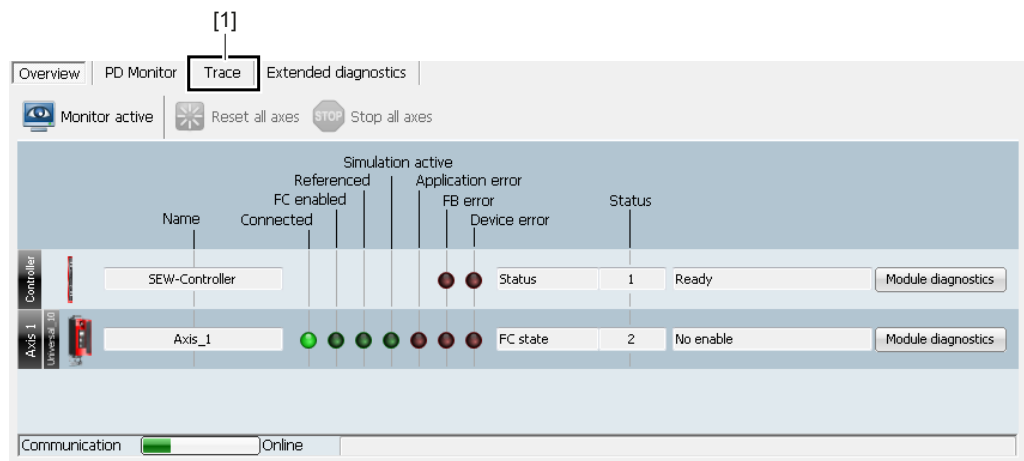 [1]
Overview PD Monitor Trace Extended diagnostics
Monitor active Reset all axes STOP Stop all axes
Simulation active
Referenced Application error
FC enabled FB error Status
Name Connected Device error
Controller SEW-Controller Status 1 Ready Module diagnostics
Axis 1 Universal_10 Axis_1 FC state 2 No enable Module diagnostics
Communication Online